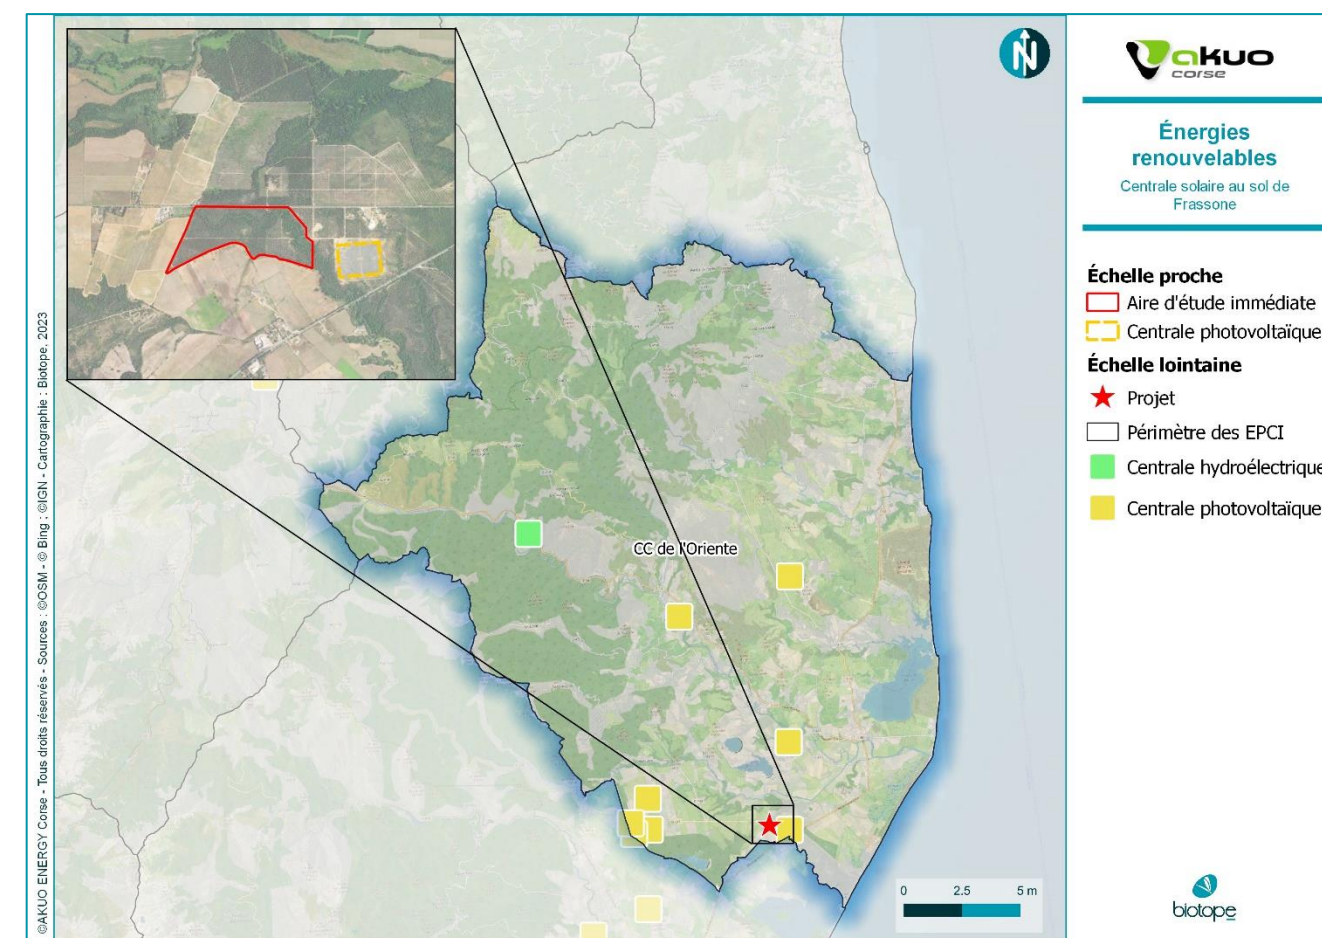 ©AKUO ENERGY Corse - Tous droits réservés - Sources : ©OSM - © Bing ; ©IGN - Cartographie : Biotope, 2023
N
CC de l'Oriente
0 2.5 5 m
akuo
corse
Énergies
renouvelables
Centrale solaire au sol de
Frassone
Échelle proche
Aire d'étude immédiate
Centrale photovoltaïque
Échelle lointaine
Projet
Périmètre des EPCI
Centrale hydroélectrique
Centrale photovoltaïque
biotope